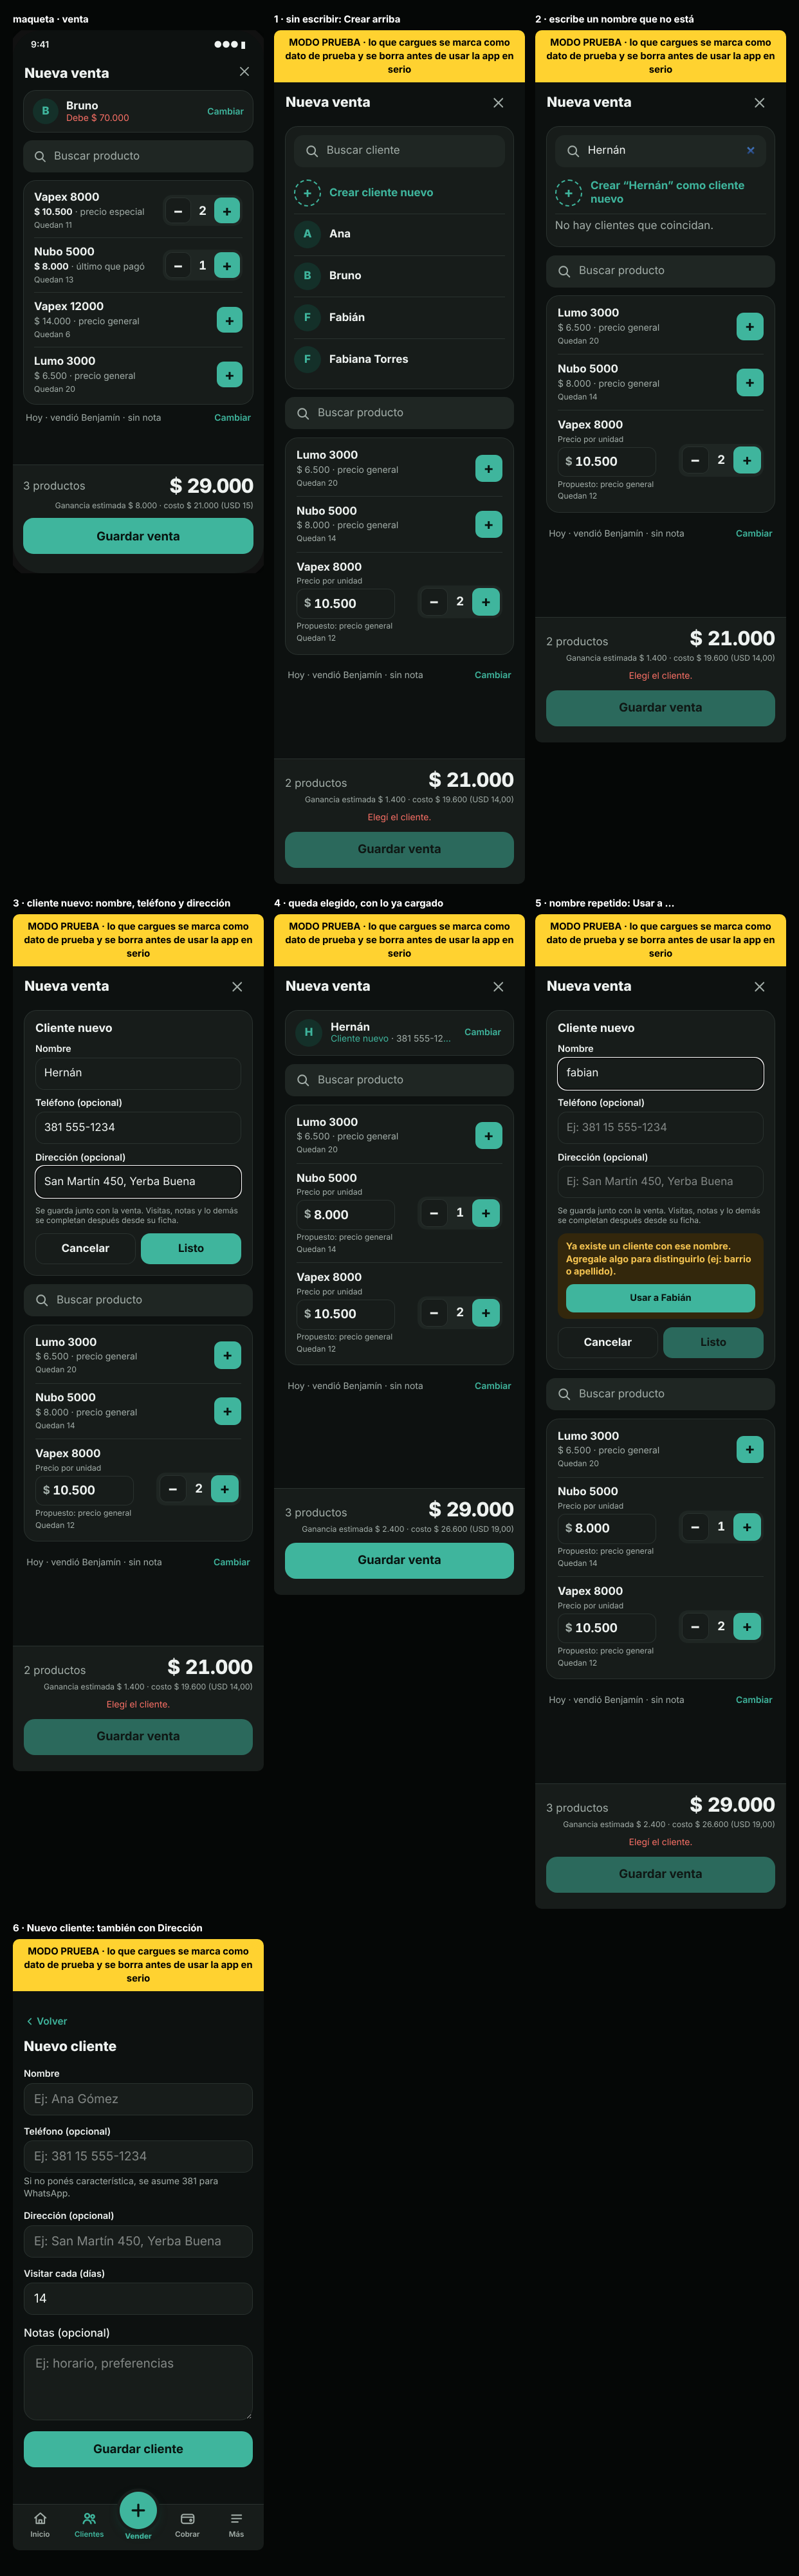 maqueta · venta
9:41
Nueva venta
B
Bruno
Debe $ 70.000
Cambiar
Buscar producto
Vapex 8000
$ 10.500 · precio especial
Quedan 11
− 2 +
Nubo 5000
$ 8.000 · último que pagó
Quedan 13
− 1 +
Vapex 12000
$ 14.000 · precio general
Quedan 6
+
Lumo 3000
$ 6.500 · precio general
Quedan 20
+
Hoy · vendió Benjamín · sin nota
Cambiar
3 productos
$ 29.000
Ganancia estimada $ 8.000 · costo $ 21.000 (USD 15)
Guardar venta
1 · sin escribir: Crear arriba
MODO PRUEBA · lo que cargues se marca como
dato de prueba y se borra antes de usar la app en
serio
Nueva venta
Buscar cliente
+
Crear cliente nuevo
A
Ana
B
Bruno
F
Fabián
F
Fabiana Torres
Buscar producto
Lumo 3000
$ 6.500 · precio general
Quedan 20
+
Nubo 5000
$ 8.000 · precio general
Quedan 14
+
Vapex 8000
Precio por unidad
$ 10.500
− 2 +
Propuesto: precio general
Quedan 12
Hoy · vendió Benjamín · sin nota
Cambiar
2 productos
$ 21.000
Ganancia estimada $ 1.400 · costo $ 19.600 (USD 14,00)
Elegí el cliente.
Guardar venta
2 · escribe un nombre que no está
MODO PRUEBA · lo que cargues se marca como
dato de prueba y se borra antes de usar la app en
serio
Nueva venta
Hernán
+
Crear “Hernán” como cliente
nuevo
No hay clientes que coincidan.
Buscar producto
Lumo 3000
$ 6.500 · precio general
Quedan 20
+
Nubo 5000
$ 8.000 · precio general
Quedan 14
+
Vapex 8000
Precio por unidad
$ 10.500
− 2 +
Propuesto: precio general
Quedan 12
Hoy · vendió Benjamín · sin nota
Cambiar
2 productos
$ 21.000
Ganancia estimada $ 1.400 · costo $ 19.600 (USD 14,00)
Elegí el cliente.
Guardar venta
3 · cliente nuevo: nombre, teléfono y dirección
MODO PRUEBA · lo que cargues se marca como
dato de prueba y se borra antes de usar la app en
serio
Nueva venta
Cliente nuevo
Nombre
Hernán
Teléfono (opcional)
381 555-1234
Dirección (opcional)
San Martín 450, Yerba Buena
Se guarda junto con la venta. Visitas, notas y lo demás
se completan después desde su ficha.
Cancelar
Listo
Buscar producto
Lumo 3000
$ 6.500 · precio general
Quedan 20
+
Nubo 5000
$ 8.000 · precio general
Quedan 14
+
Vapex 8000
Precio por unidad
$ 10.500
− 2 +
Propuesto: precio general
Quedan 12
Hoy · vendió Benjamín · sin nota
Cambiar
2 productos
$ 21.000
Ganancia estimada $ 1.400 · costo $ 19.600 (USD 14,00)
Elegí el cliente.
Guardar venta
4 · queda elegido, con lo ya cargado
MODO PRUEBA · lo que cargues se marca como
dato de prueba y se borra antes de usar la app en
serio
Nueva venta
H
Hernán
Cliente nuevo · 381 555-12...
Cambiar
Buscar producto
Lumo 3000
$ 6.500 · precio general
Quedan 20
+
Nubo 5000
Precio por unidad
$ 8.000
− 1 +
Propuesto: precio general
Quedan 14
Vapex 8000
Precio por unidad
$ 10.500
− 2 +
Propuesto: precio general
Quedan 12
Hoy · vendió Benjamín · sin nota
Cambiar
3 productos
$ 29.000
Ganancia estimada $ 2.400 · costo $ 26.600 (USD 19,00)
Guardar venta
5 · nombre repetido: Usar a ...
MODO PRUEBA · lo que cargues se marca como
dato de prueba y se borra antes de usar la app en
serio
Nueva venta
Cliente nuevo
Nombre
fabian
Teléfono (opcional)
Ej: 381 15 555-1234
Dirección (opcional)
Ej: San Martín 450, Yerba Buena
Se guarda junto con la venta. Visitas, notas y lo demás
se completan después desde su ficha.
Ya existe un cliente con ese nombre.
Agregale algo para distinguirlo (ej: barrio
o apellido).
Usar a Fabián
Cancelar
Listo
Buscar producto
Lumo 3000
$ 6.500 · precio general
Quedan 20
+
Nubo 5000
Precio por unidad
$ 8.000
− 1 +
Propuesto: precio general
Quedan 14
Vapex 8000
Precio por unidad
$ 10.500
− 2 +
Propuesto: precio general
Quedan 12
Hoy · vendió Benjamín · sin nota
Cambiar
3 productos
$ 29.000
Ganancia estimada $ 2.400 · costo $ 26.600 (USD 19,00)
Elegí el cliente.
Guardar venta
6 · Nuevo cliente: también con Dirección
MODO PRUEBA · lo que cargues se marca como
dato de prueba y se borra antes de usar la app en
serio
Volver
Nuevo cliente
Nombre
Ej: Ana Gómez
Teléfono (opcional)
Ej: 381 15 555-1234
Si no ponés característica, se asume 381 para
WhatsApp.
Dirección (opcional)
Ej: San Martín 450, Yerba Buena
Visitar cada (días)
14
Notas (opcional)
Ej: horario, preferencias
Guardar cliente
Inicio
Clientes
+
Vender
Cobrar
Más